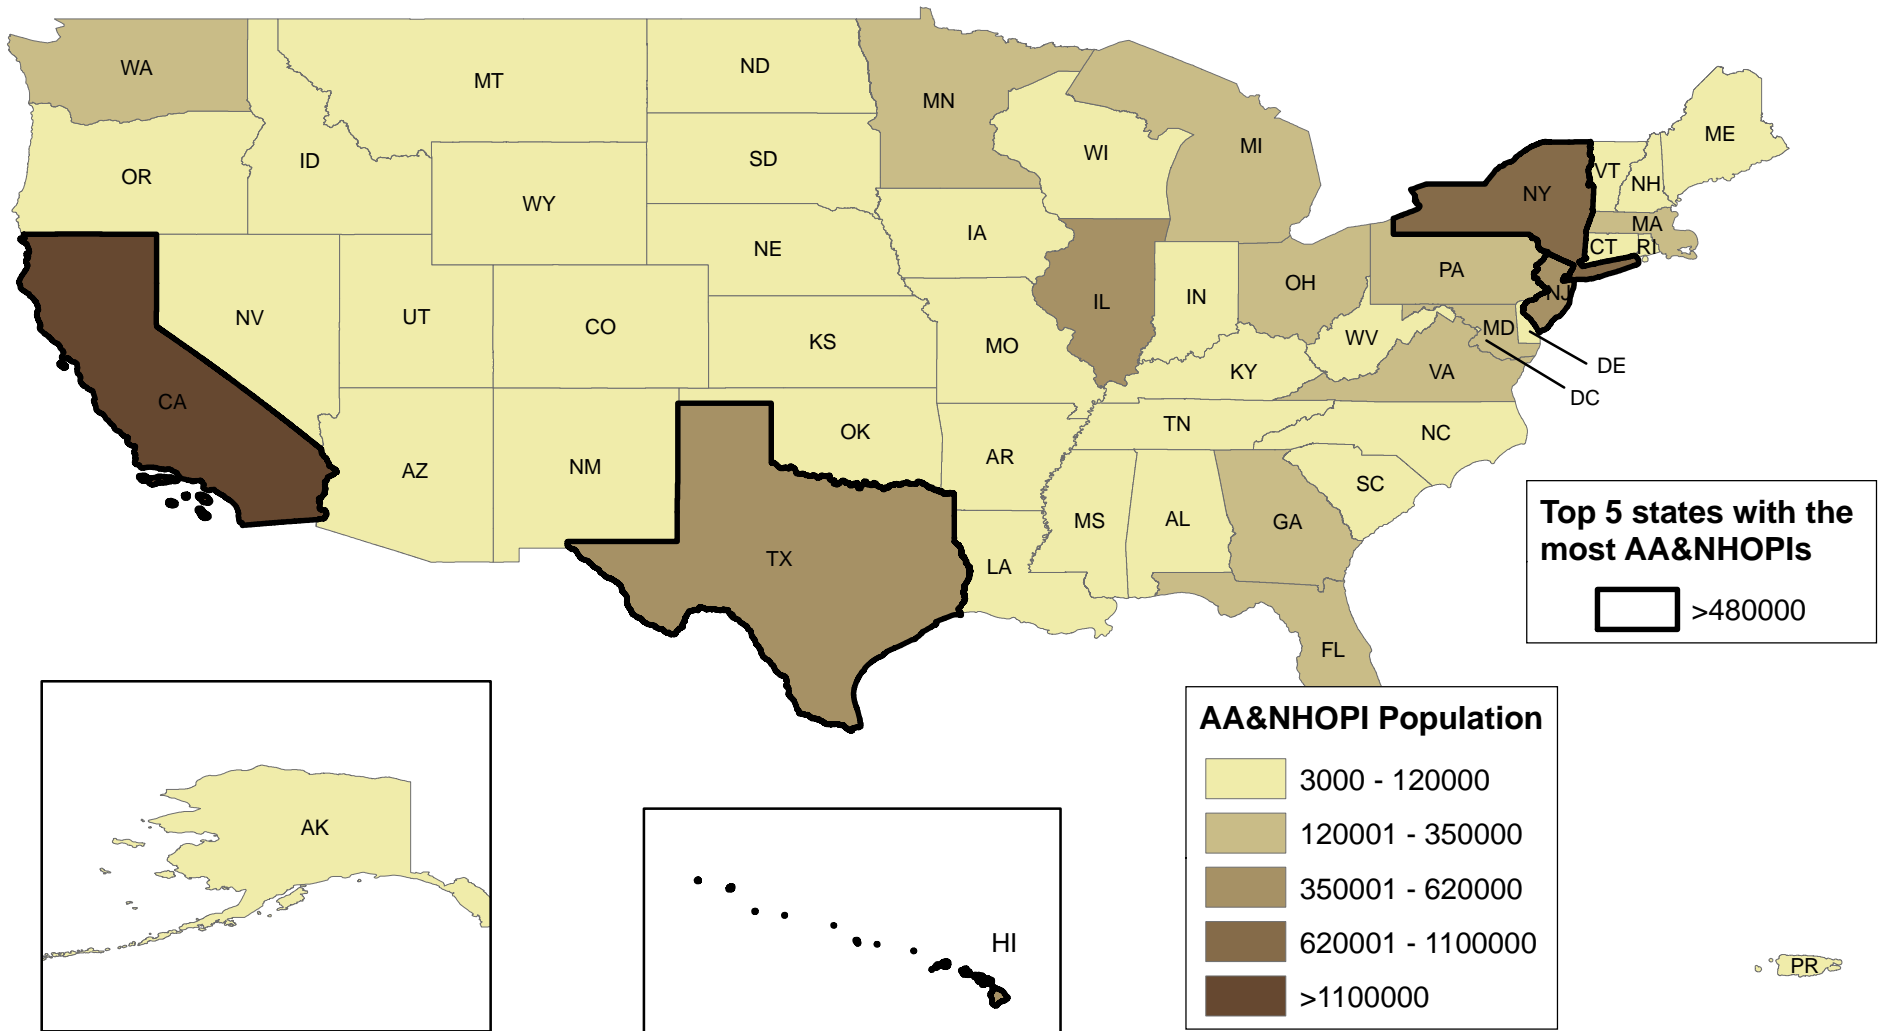 WA
MT
ND
MN
ME
OR
ID
SD
WI
MI
VT
NH
NY
WY
MA
IA
CT
RI
NE
PA
OH
NV
UT
CO
IL
IN
NJ
KS
MO
WV
MD
DE
KY
VA
DC
CA
TN
NC
OK
AZ
NM
AR
SC
MS
AL
GA
TX
LA
FL
Top 5 states with the
most AA&NHOPIs
>480000
AA&NHOPI Population
3000 - 120000
120001 - 350000
350001 - 620000
620001 - 1100000
>1100000
AK
HI
PR